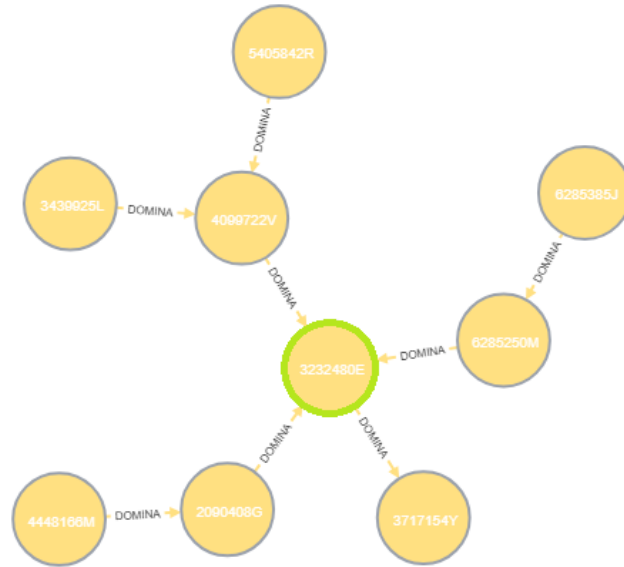 5405842R
DOMINA
6285385J
3439925L
DOMINA
4099722V
DOMINA
DOMINA
6285250M
DOMINA
3232480E
DOMINA
DOMINA
4448166M
DOMINA
2090408G
3717154Y